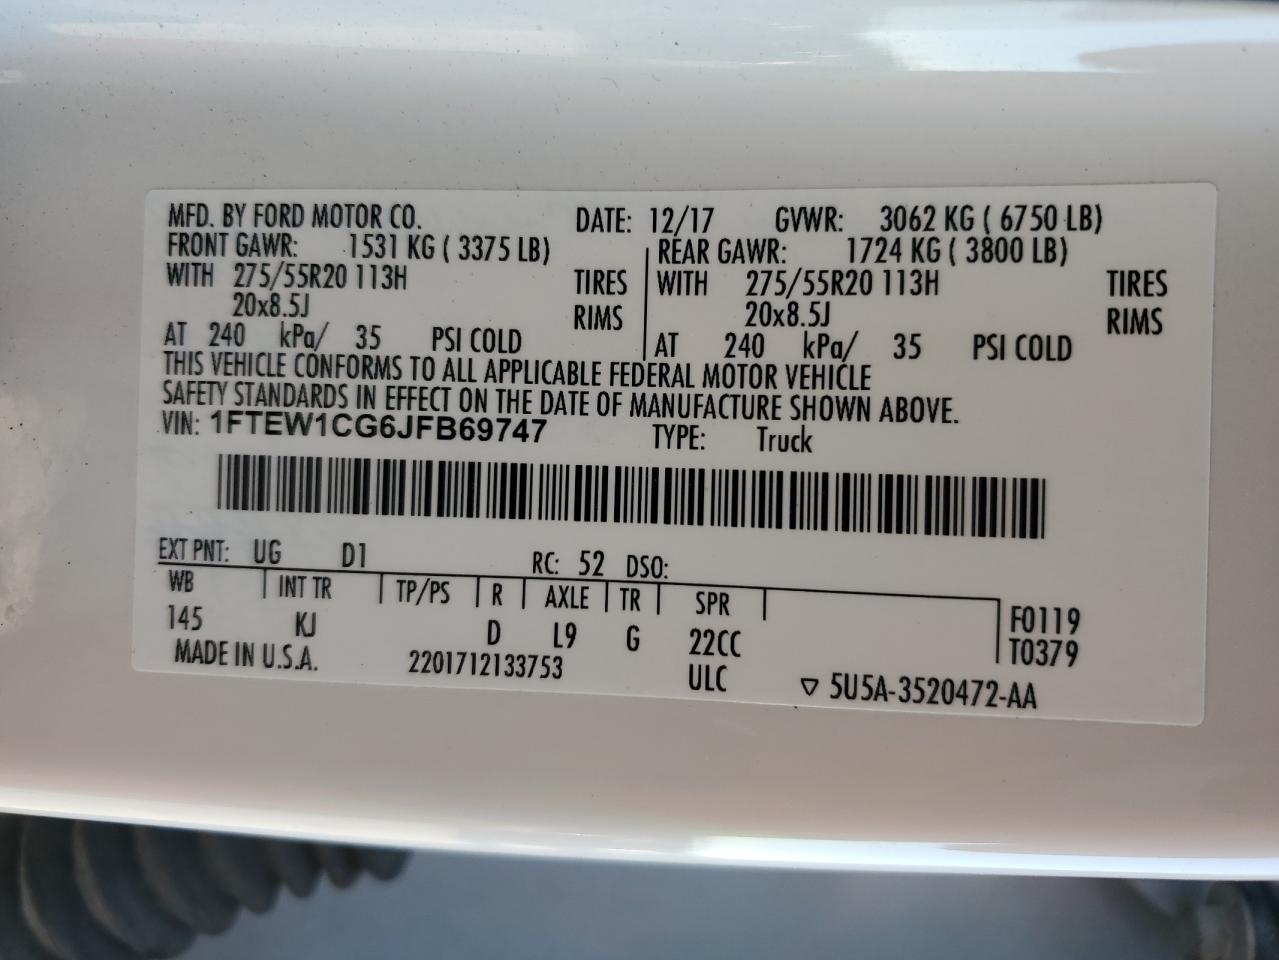 MFD. BY FORD MOTOR CO. DATE: 12/17 GVWR: 3062 KG ( 6750 LB)
FRONT GAWR: 1531 KG ( 3375 LB) REAR GAWR: 1724 KG ( 3800 LB)
WITH 275/55R20 113H TIRES WITH 275/55R20 113H TIRES
20x8.5J RIMS 20x8.5J RIMS
AT 240 kPa/ 35 PSI COLD AT 240 kPa/ 35 PSI COLD
THIS VEHICLE CONFORMS TO ALL APPLICABLE FEDERAL MOTOR VEHICLE
SAFETY STANDARDS IN EFFECT ON THE DATE OF MANUFACTURE SHOWN ABOVE.
VIN: 1FTEW1CG6JFB69747 TYPE: Truck
EXT PNT: UG D1 RC: 52 DSO:
WB INT TR TP/PS R AXLE TR SPR F0119
145 KJ D L9 G 22CC T0379
MADE IN U.S.A. 2201712133753 ULC ▽ 5U5A-3520472-AA